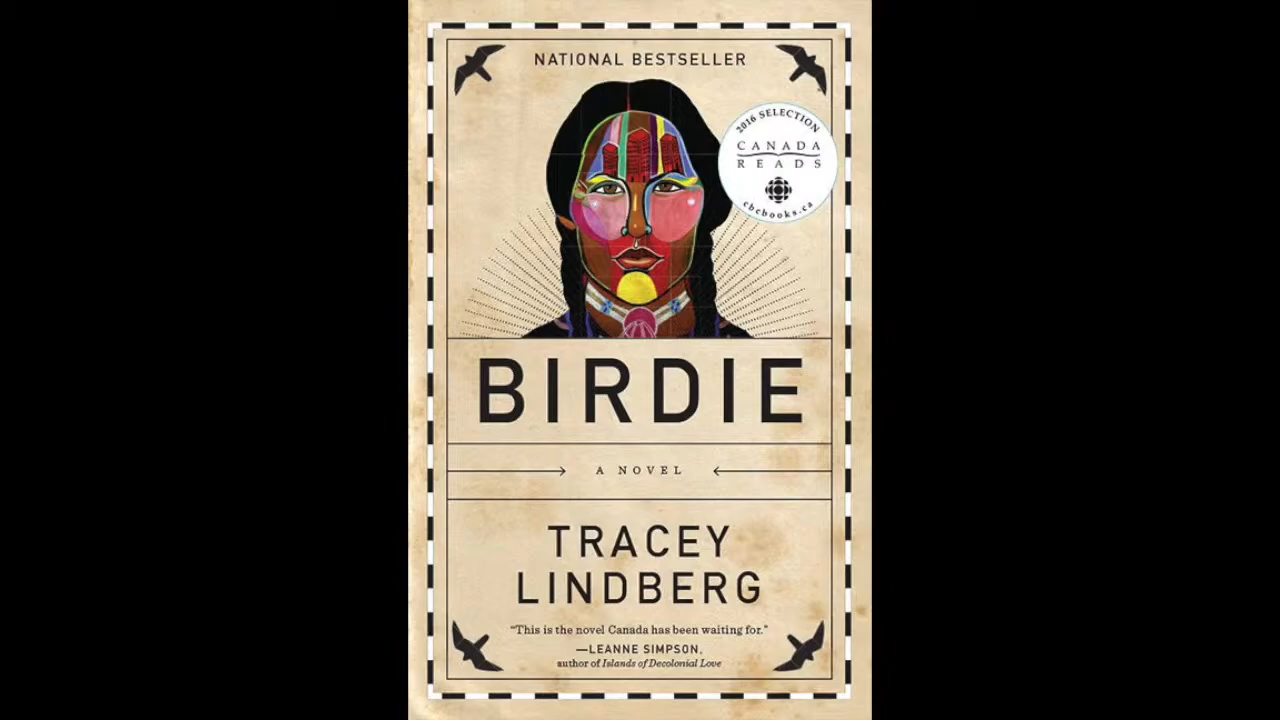 NATIONAL BESTSELLER
2016 SELECTION
CANADA
READS
cbcbooks.ca
BIRDIE
A NOVEL
TRACEY
LINDBERG
“This is the novel Canada has been waiting for.”
—LEANNE SIMPSON,
author of Islands of Decolonial Love